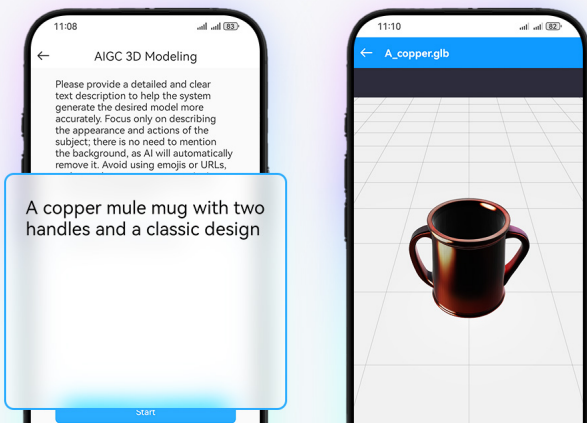 11:08
83
AIGC 3D Modeling
Please provide a detailed and clear
text description to help the system
generate the desired model more
accurately. Focus only on describing
the appearance and actions of the
subject; there is no need to mention
the background, as AI will automatically
remove it. Avoid using emojis or URLs,
A copper mule mug with two
handles and a classic design
Start
11:10
82
A_copper.glb